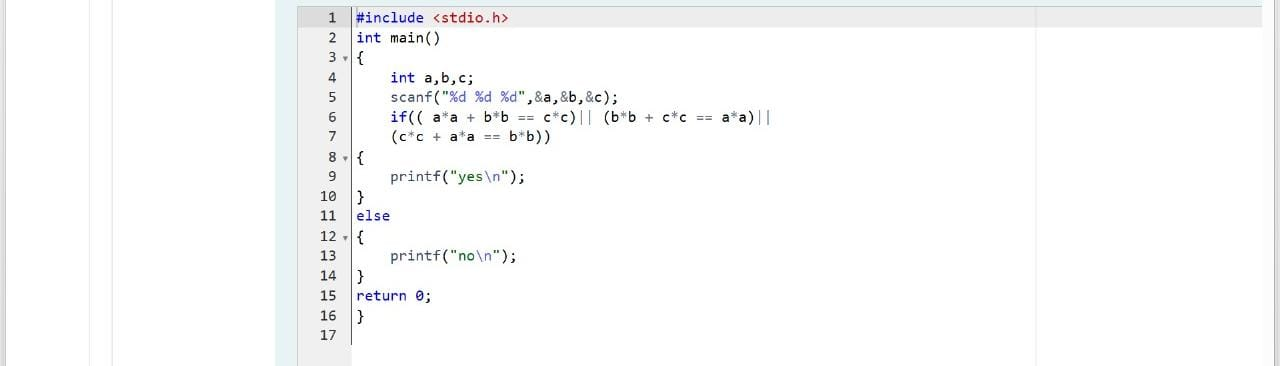 1 #include <stdio.h>
2 int main()
3 {
4 int a,b,c;
5 scanf("%d %d %d",&a,&b,&c);
6 if(( a*a + b*b == c*c)|| (b*b + c*c == a*a)||
7 (c*c + a*a == b*b))
8 {
9 printf("yes\n");
10 }
11 else
12 {
13 printf("no\n");
14 }
15 return 0;
16 }
17